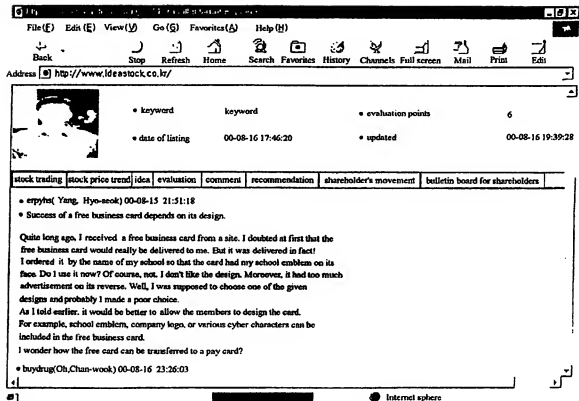 File(F) Edit (E) View(V) Go (G) Favorites(A) Help (H)
Back Stop Refresh Home Search Favorites History Channels Full screen Mail Print Edit
Address http://www.Ideastock.co.kr/
• keyword keyword • evaluation points 6
• date of listing 00-08-16 17:46:20 • updated 00-08-16 19:39:28
stock trading stock price trend idea evaluation comment recommendation shareholder's movement bulletin board for shareholders
• erpyhs( Yang, Hyo-seok) 00-08-15 21:51:18
• Success of a free business card depends on its design.
Quite long ago, I received a free business card from a site. I doubted at first that the
free business card would really be delivered to me. But it was delivered in fact!
I ordered it by the name of my school so that the card had my school emblem on its
face. Do I use it now? Of course, not. I don't like the design. Moreover, it had too much
advertisement on its reverse. Well, I was supposed to choose one of the given
designs and probably I made a poor choice.
As I told earlier, it would be better to allow the members to design the card.
For example, school emblem, company logo, or various cyber characters can be
included in the free business card.
I wonder how the free card can be transferred to a pay card?
• buydrug(Oh,Chan-wook) 00-08-16 23:26:03
Internet sphere